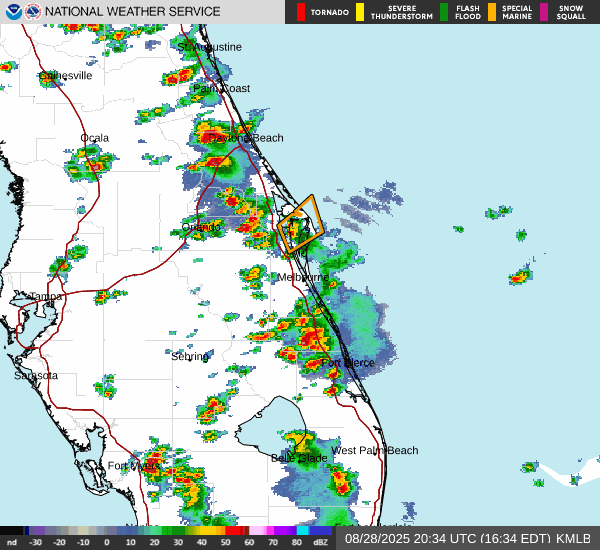 NATIONAL WEATHER SERVICE
TORNADO
SEVERE THUNDERSTORM
FLASH FLOOD
SPECIAL MARINE
SNOW SQUALL
St. Augustine
Gainesville
Palm Coast
Ocala
Daytona Beach
Orlando
Melbourne
Tampa
Sebring
Fort Pierce
Sarasota
West Palm Beach
Belle Glade
Fort Myers
nd -30 -20 -10 0 10 20 30 40 50 60 70 80 dBZ
08/28/2025 20:34 UTC (16:34 EDT) KMLB